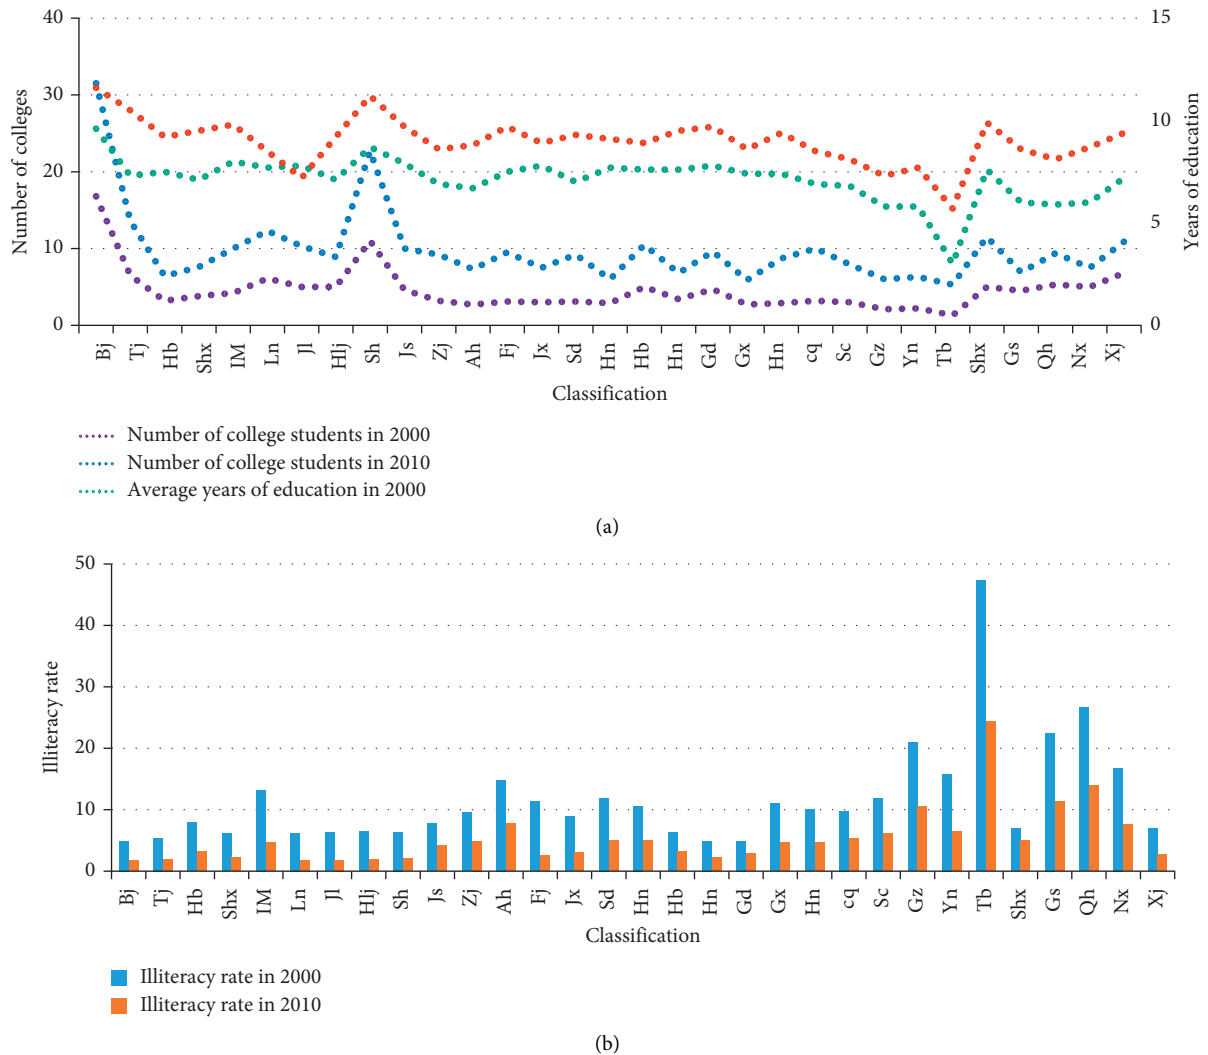 40
30
20
10
0
Number of colleges
15
10
5
0
Years of education
Bj Tj Hb Shx IM Ln Jl Hlj Sh Js Zj Ah Fj Jx Sd Hn Hb Hn Gd Gx Hn cq Sc Gz Yn Tb Shx Gs Qh Nx Xj
Classification
Number of college students in 2000
Number of college students in 2010
Average years of education in 2000
(a)
50
40
30
20
10
0
Illiteracy rate
Bj Tj Hb Shx IM Ln Jl Hlj Sh Js Zj Ah Fj Jx Sd Hn Hb Hn Gd Gx Hn cq Sc Gz Yn Tb Shx Gs Qh Nx Xj
Classification
Illiteracy rate in 2000
Illiteracy rate in 2010
(b)